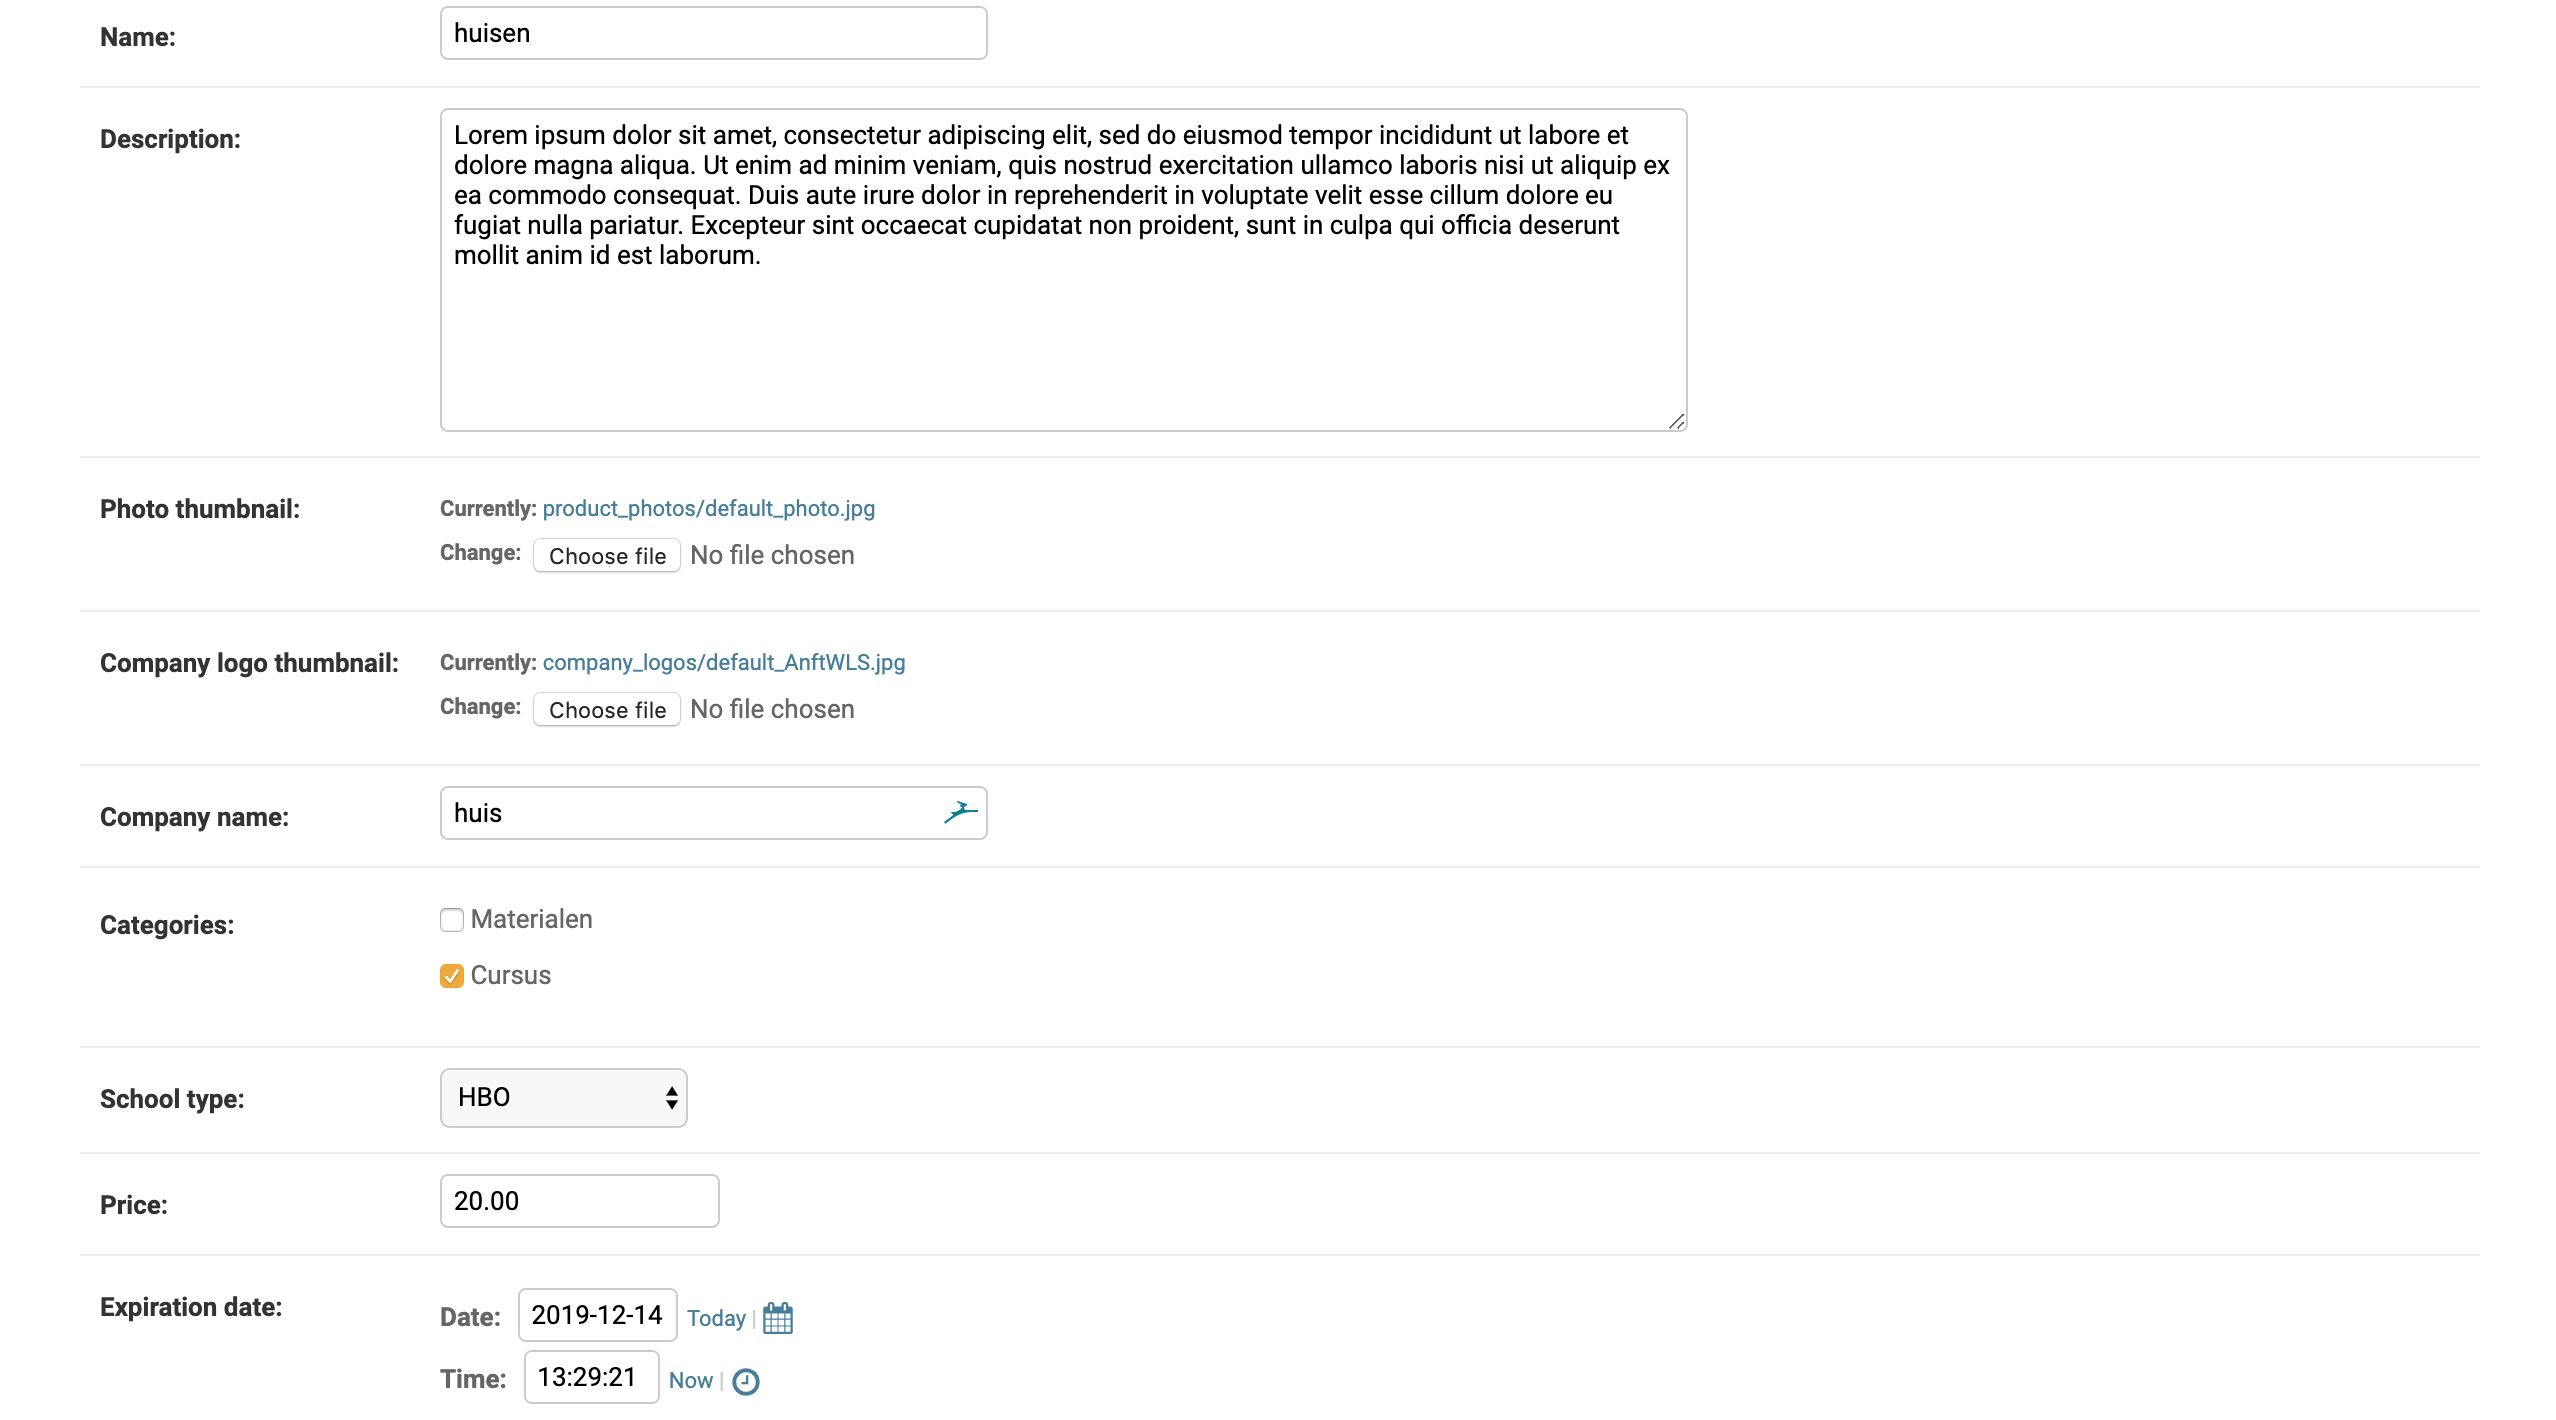 Name: huisen
Description: Lorem ipsum dolor sit amet, consectetur adipiscing elit, sed do eiusmod tempor incididunt ut labore et
dolore magna aliqua. Ut enim ad minim veniam, quis nostrud exercitation ullamco laboris nisi ut aliquip ex
ea commodo consequat. Duis aute irure dolor in reprehenderit in voluptate velit esse cillum dolore eu
fugiat nulla pariatur. Excepteur sint occaecat cupidatat non proident, sunt in culpa qui officia deserunt
mollit anim id est laborum.
Photo thumbnail: Currently: product_photos/default_photo.jpg
Change: Choose file No file chosen
Company logo thumbnail: Currently: company_logos/default_AnftWLS.jpg
Change: Choose file No file chosen
Company name: huis
Categories: Materialen
Cursus
School type: HBO
Price: 20.00
Expiration date: Date: 2019-12-14 Today |
Time: 13:29:21 Now |